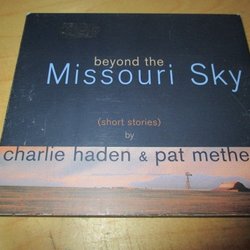 beyond the
Missouri Sky
(short stories)
by
charlie haden & pat methe